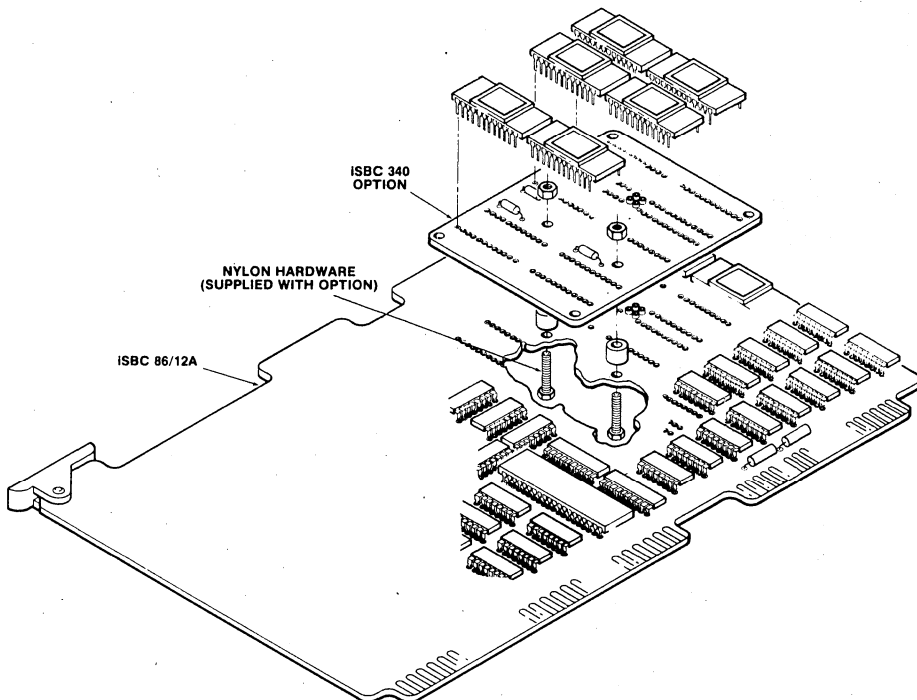 iSBC 340
OPTION
NYLON HARDWARE
(SUPPLIED WITH OPTION)
iSBC 86/12A